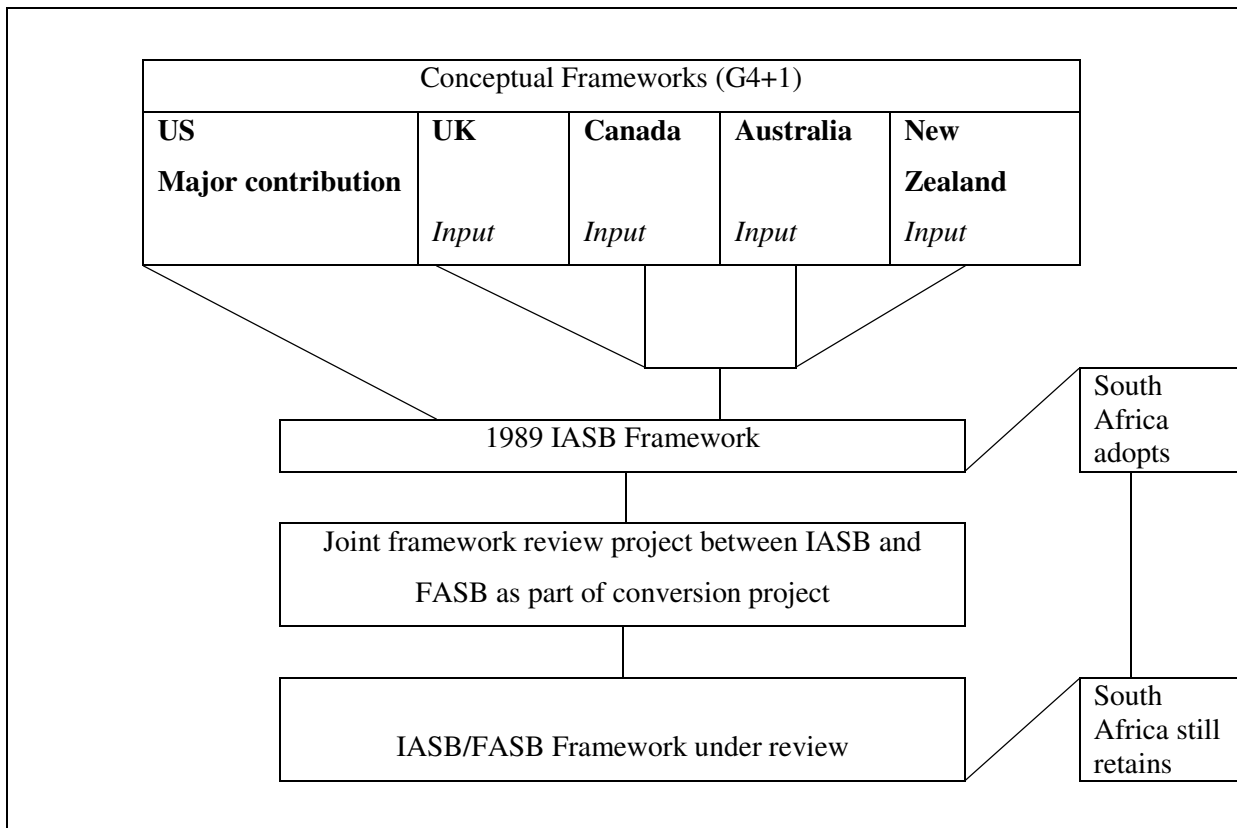 Conceptual Frameworks (G4+1)
US
Major contribution
UK
Input
Canada
Input
Australia
Input
New
Zealand
Input
1989 IASB Framework
South
Africa
adopts
Joint framework review project between IASB and
FASB as part of conversion project
IASB/FASB Framework under review
South
Africa still
retains